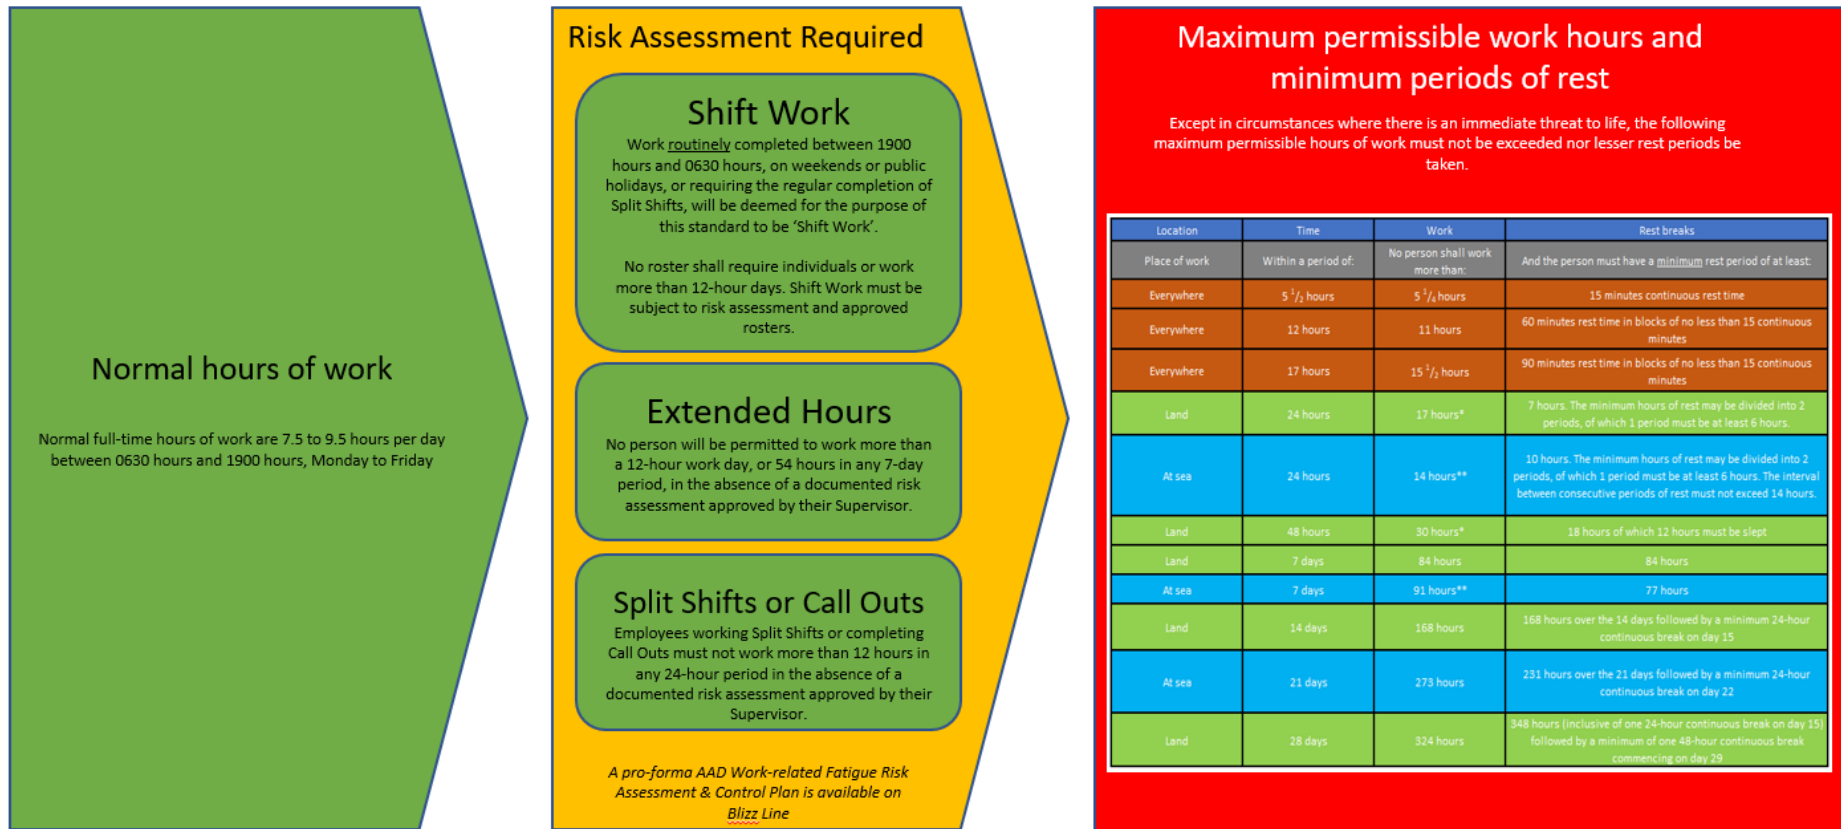 Normal hours of work
Normal full-time hours of work are 7.5 to 9.5 hours per day
between 0630 hours and 1900 hours, Monday to Friday
Risk Assessment Required
Shift Work
Work routinely completed between 1900
hours and 0630 hours, on weekends or public
holidays, or requiring the regular completion of
Split Shifts, will be deemed for the purpose of
this standard to be ‘Shift Work’.
No roster shall require individuals or work
more than 12-hour days. Shift Work must be
subject to risk assessment and approved
rosters.
Extended Hours
No person will be permitted to work more than
a 12-hour work day, or 54 hours in any 7-day
period, in the absence of a documented risk
assessment approved by their Supervisor.
Split Shifts or Call Outs
Employees working Split Shifts or completing
Call Outs must not work more than 12 hours in
any 24-hour period in the absence of a
documented risk assessment approved by their
Supervisor.
A pro-forma AAD Work-related Fatigue Risk
Assessment & Control Plan is available on
Blizz Line
Maximum permissible work hours and
minimum periods of rest
Except in circumstances where there is an immediate threat to life, the following
maximum permissible hours of work must not be exceeded nor lesser rest periods be
taken.
Location Time Work Rest breaks
Place of work Within a period of: No person shall work
more than: And the person must have a minimum rest period of at least:
Everywhere 5 1/2 hours 5 1/4 hours 15 minutes continuous rest time
Everywhere 12 hours 11 hours 60 minutes rest time in blocks of no less than 15 continuous
minutes
Everywhere 17 hours 15 1/2 hours 90 minutes rest time in blocks of no less than 15 continuous
minutes
Land 24 hours 17 hours* 7 hours. The minimum hours of rest may be divided into 2
periods, of which 1 period must be at least 6 hours.
At sea 24 hours 14 hours** 10 hours. The minimum hours of rest may be divided into 2
periods, of which 1 period must be at least 6 hours. The interval
between consecutive periods of rest must not exceed 14 hours.
Land 48 hours 30 hours* 18 hours of which 12 hours must be slept
Land 7 days 84 hours 84 hours
At sea 7 days 91 hours** 77 hours
Land 14 days 168 hours 168 hours over the 14 days followed by a minimum 24-hour
continuous break on day 15
At sea 21 days 273 hours 231 hours over the 21 days followed by a minimum 24-hour
continuous break on day 22
Land 28 days 324 hours 348 hours (inclusive of one 24-hour continuous break on day 15)
followed by a minimum of one 48-hour continuous break
commencing on day 29